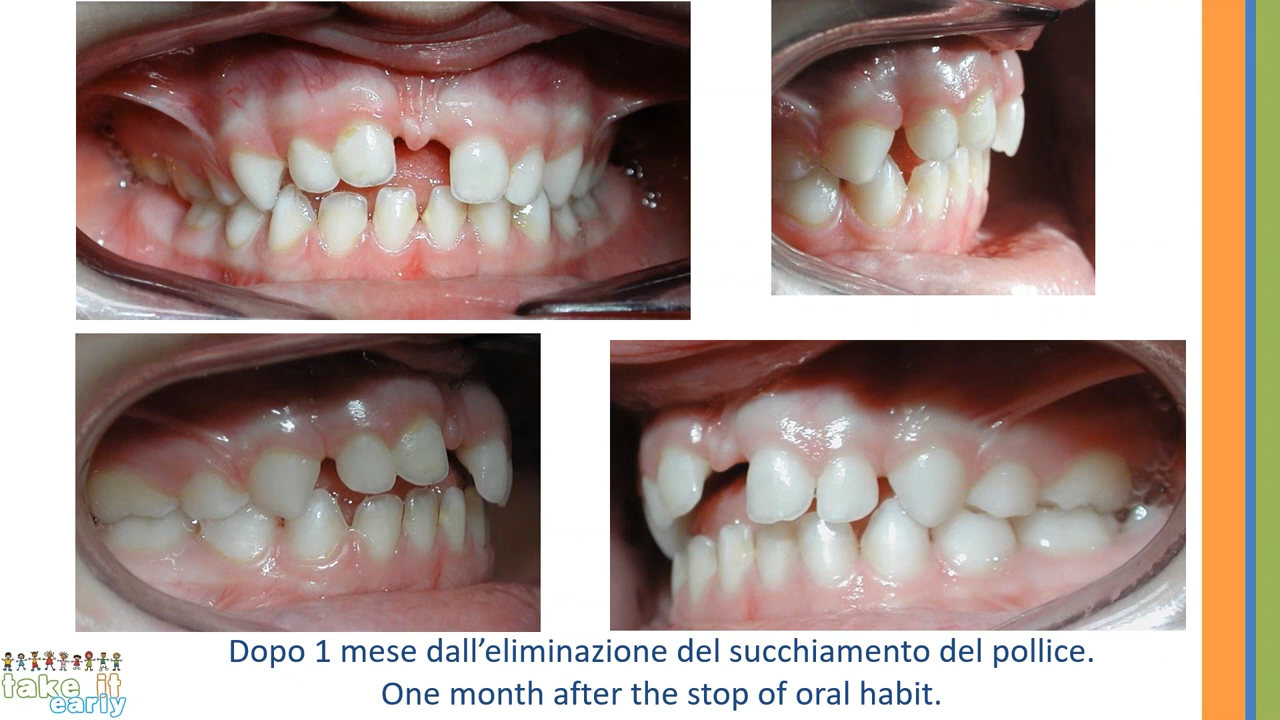 Dopo 1 mese dall’eliminazione del succhiamento del pollice.
One month after the stop of oral habit.
take it
early